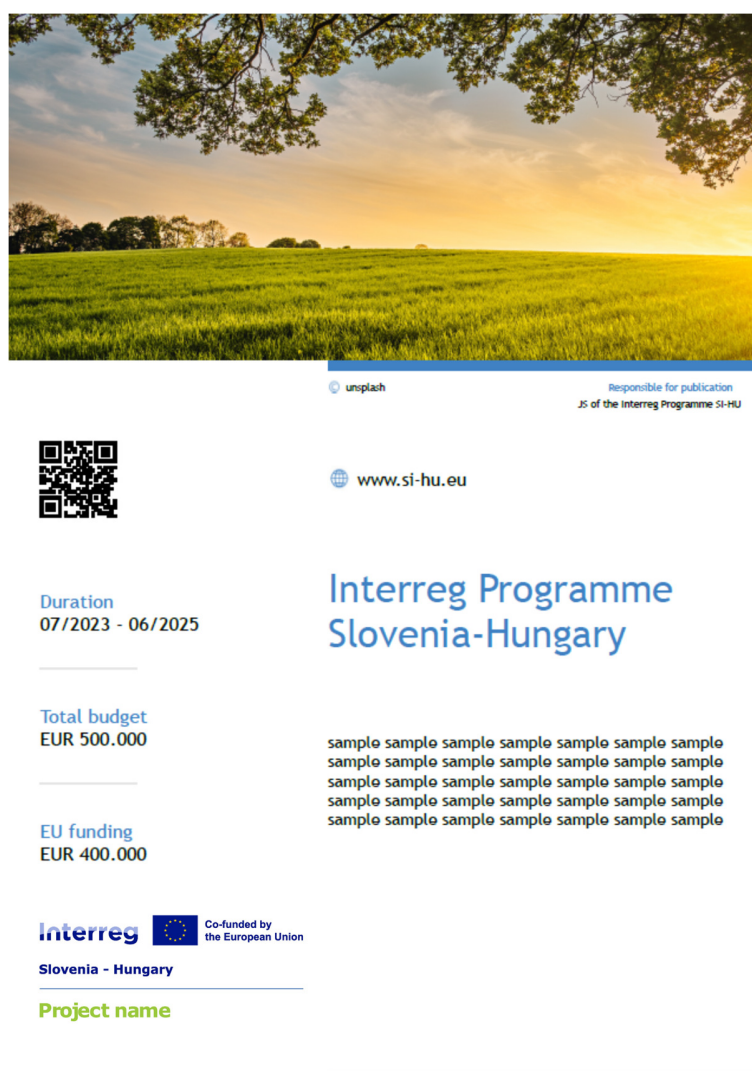 © unsplash
Responsible for publication
JS of the Interreg Programme SI-HU
www.si-hu.eu
Duration
07/2023 - 06/2025
Total budget
EUR 500.000
EU funding
EUR 400.000
Interreg Programme
Slovenia-Hungary
sample sample sample sample sample sample sample
sample sample sample sample sample sample sample
sample sample sample sample sample sample sample
sample sample sample sample sample sample sample
sample sample sample sample sample sample sample
Interreg
Co-funded by
the European Union
Slovenia - Hungary
Project name